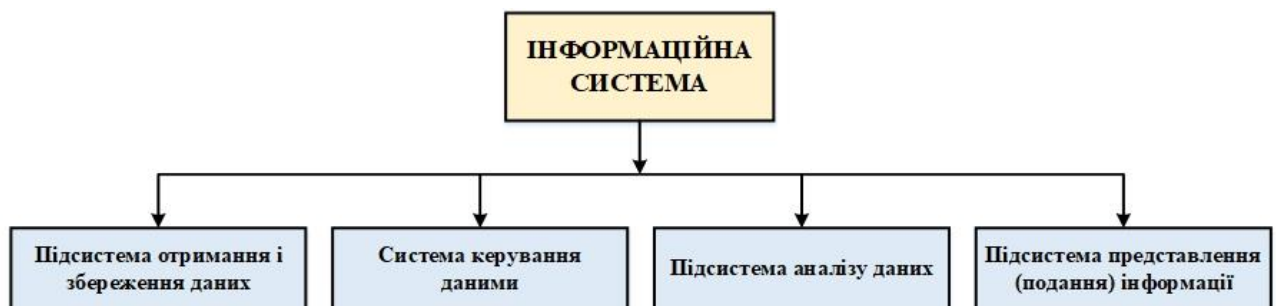 ІНФОРМАЦІЙНА
СИСТЕМА
Підсистема отримання і
збереження даних
Система керування
даними
Підсистема аналізу даних
Підсистема представлення
(подання) інформації